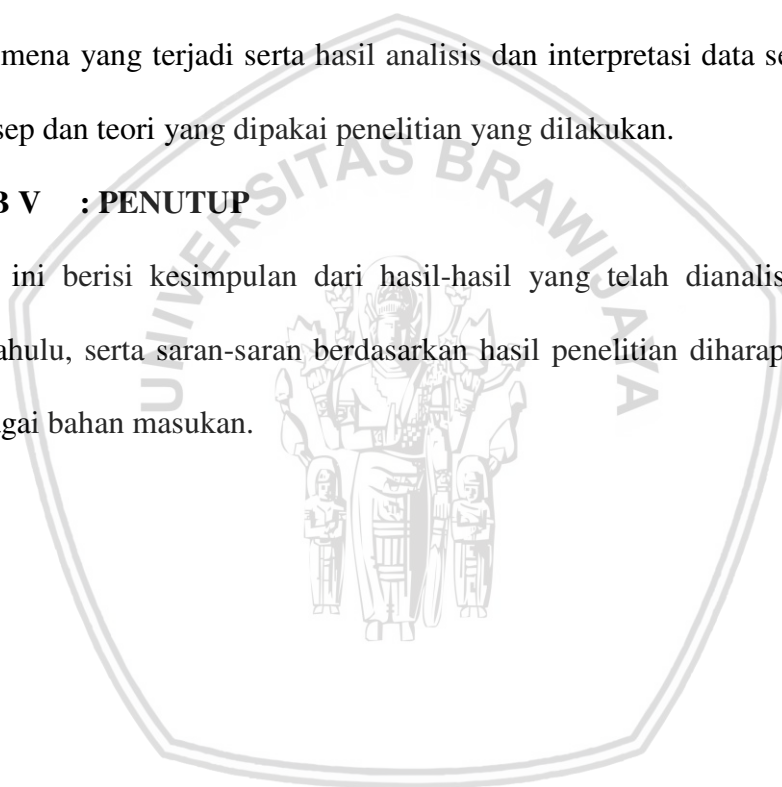 mena yang terjadi serta hasil analisis dan interpretasi data se
sep dan teori yang dipakai penelitian yang dilakukan.
B V : PENUTUP
ini berisi kesimpulan dari hasil-hasil yang telah dianalis
ahulu, serta saran-saran berdasarkan hasil penelitian diharap
gai bahan masukan.
UNIVERSITAS BRAWIJAYA